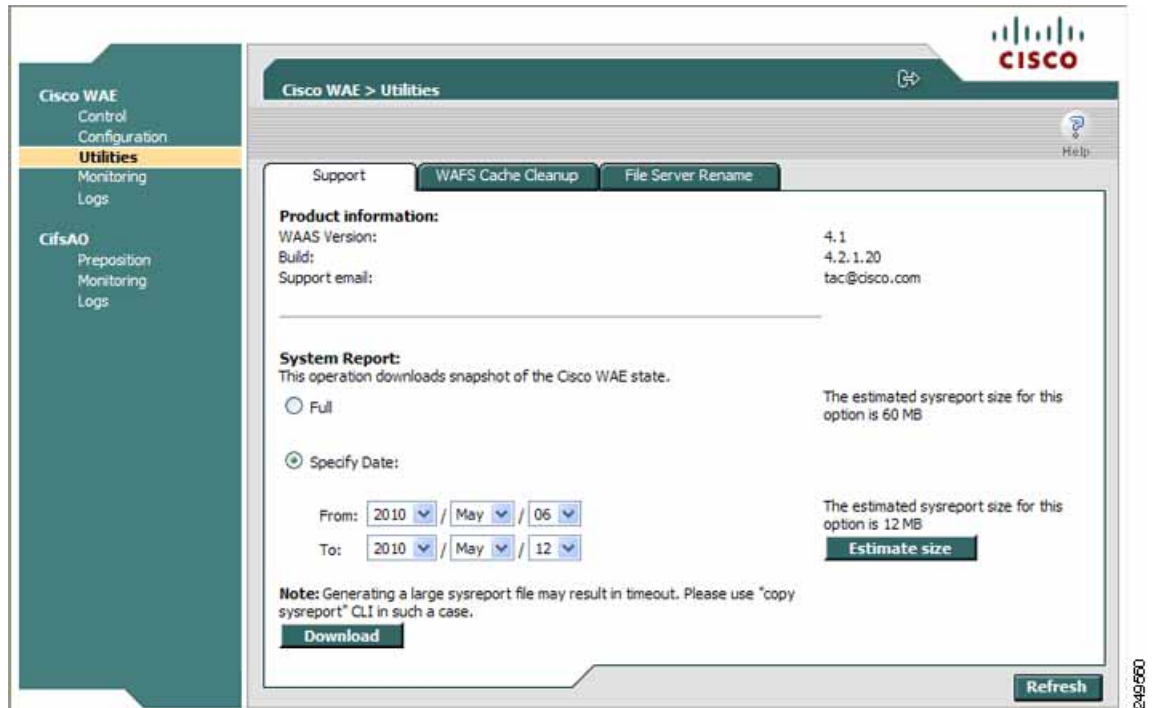 CISCO
Cisco WAE
Control
Configuration
Utilities
Monitoring
Logs
CifsAO
Preposition
Monitoring
Logs
Cisco WAE > Utilities
Help
Support
WAFS Cache Cleanup
File Server Rename
Product information:
WAAS Version: 4.1
Build: 4.2.1.20
Support email: tac@cisco.com
System Report:
This operation downloads snapshot of the Cisco WAE state.
Full
The estimated sysreport size for this
option is 60 MB
Specify Date:
From: 2010 / May / 06
To: 2010 / May / 12
The estimated sysreport size for this
option is 12 MB
Estimate size
Note: Generating a large sysreport file may result in timeout. Please use "copy
sysreport" CLI in such a case.
Download
Refresh
249560